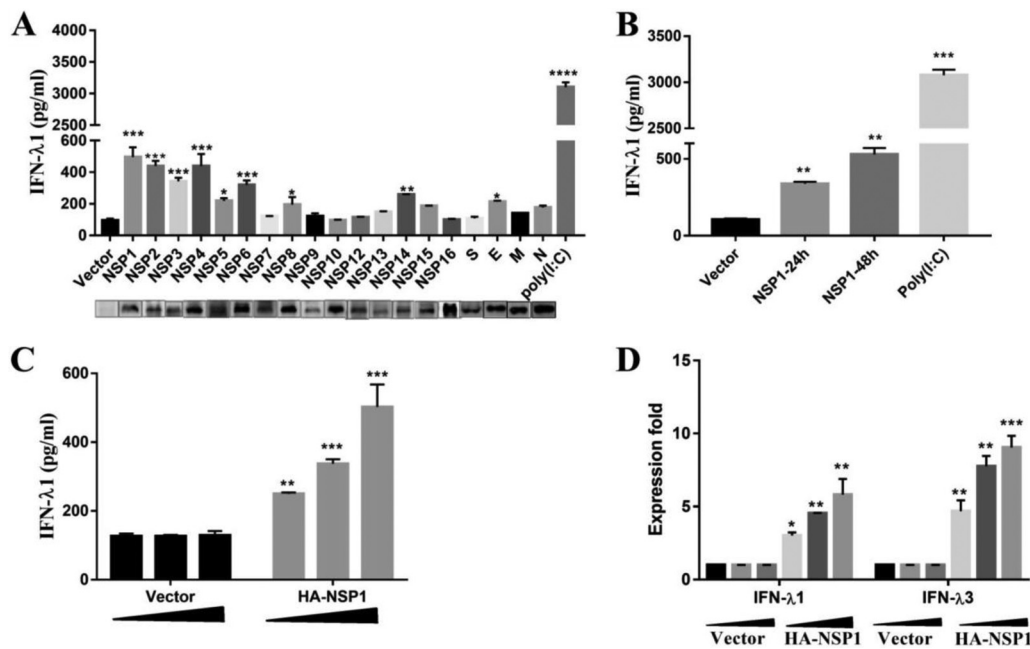 A
IFN-λ1 (pg/ml)
4000
3500
3000
2500
600
400
200
0
*** *** *** *** * *** * ** * ****
Vector NSP1 NSP2 NSP3 NSP4 NSP5 NSP6 NSP7 NSP8 NSP9 NSP10 NSP12 NSP13 NSP14 NSP15 NSP16 S E M N poly(I:C)
B
IFN-λ1 (pg/ml)
3500
3000
2500
500
0
** ** ***
Vector NSP1-24h NSP1-48h Poly(I:C)
C
IFN-λ1 (pg/ml)
600
400
200
0
** *** ***
Vector HA-NSP1
D
Expression fold
15
10
5
0
* ** ** ** ** ***
IFN-λ1 IFN-λ3
Vector HA-NSP1 Vector HA-NSP1